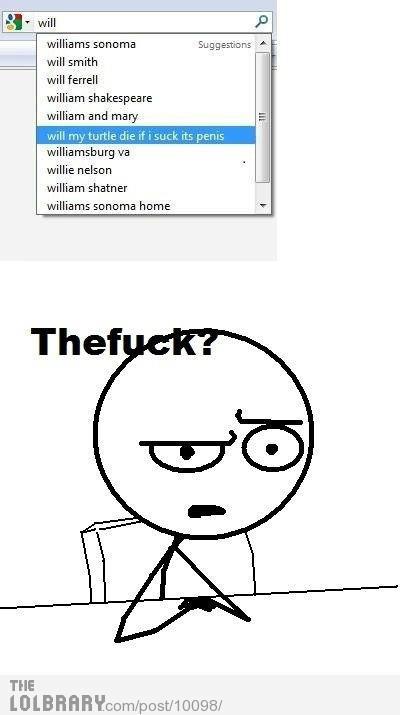 will
williams sonoma Suggestions
will smith
will ferrell
william shakespeare
william and mary
will my turtle die if i suck its penis
williamsburg va
willie nelson
william shatner
williams sonoma home
Thefuck?
THE
LOLBRARY.com/post/10098/